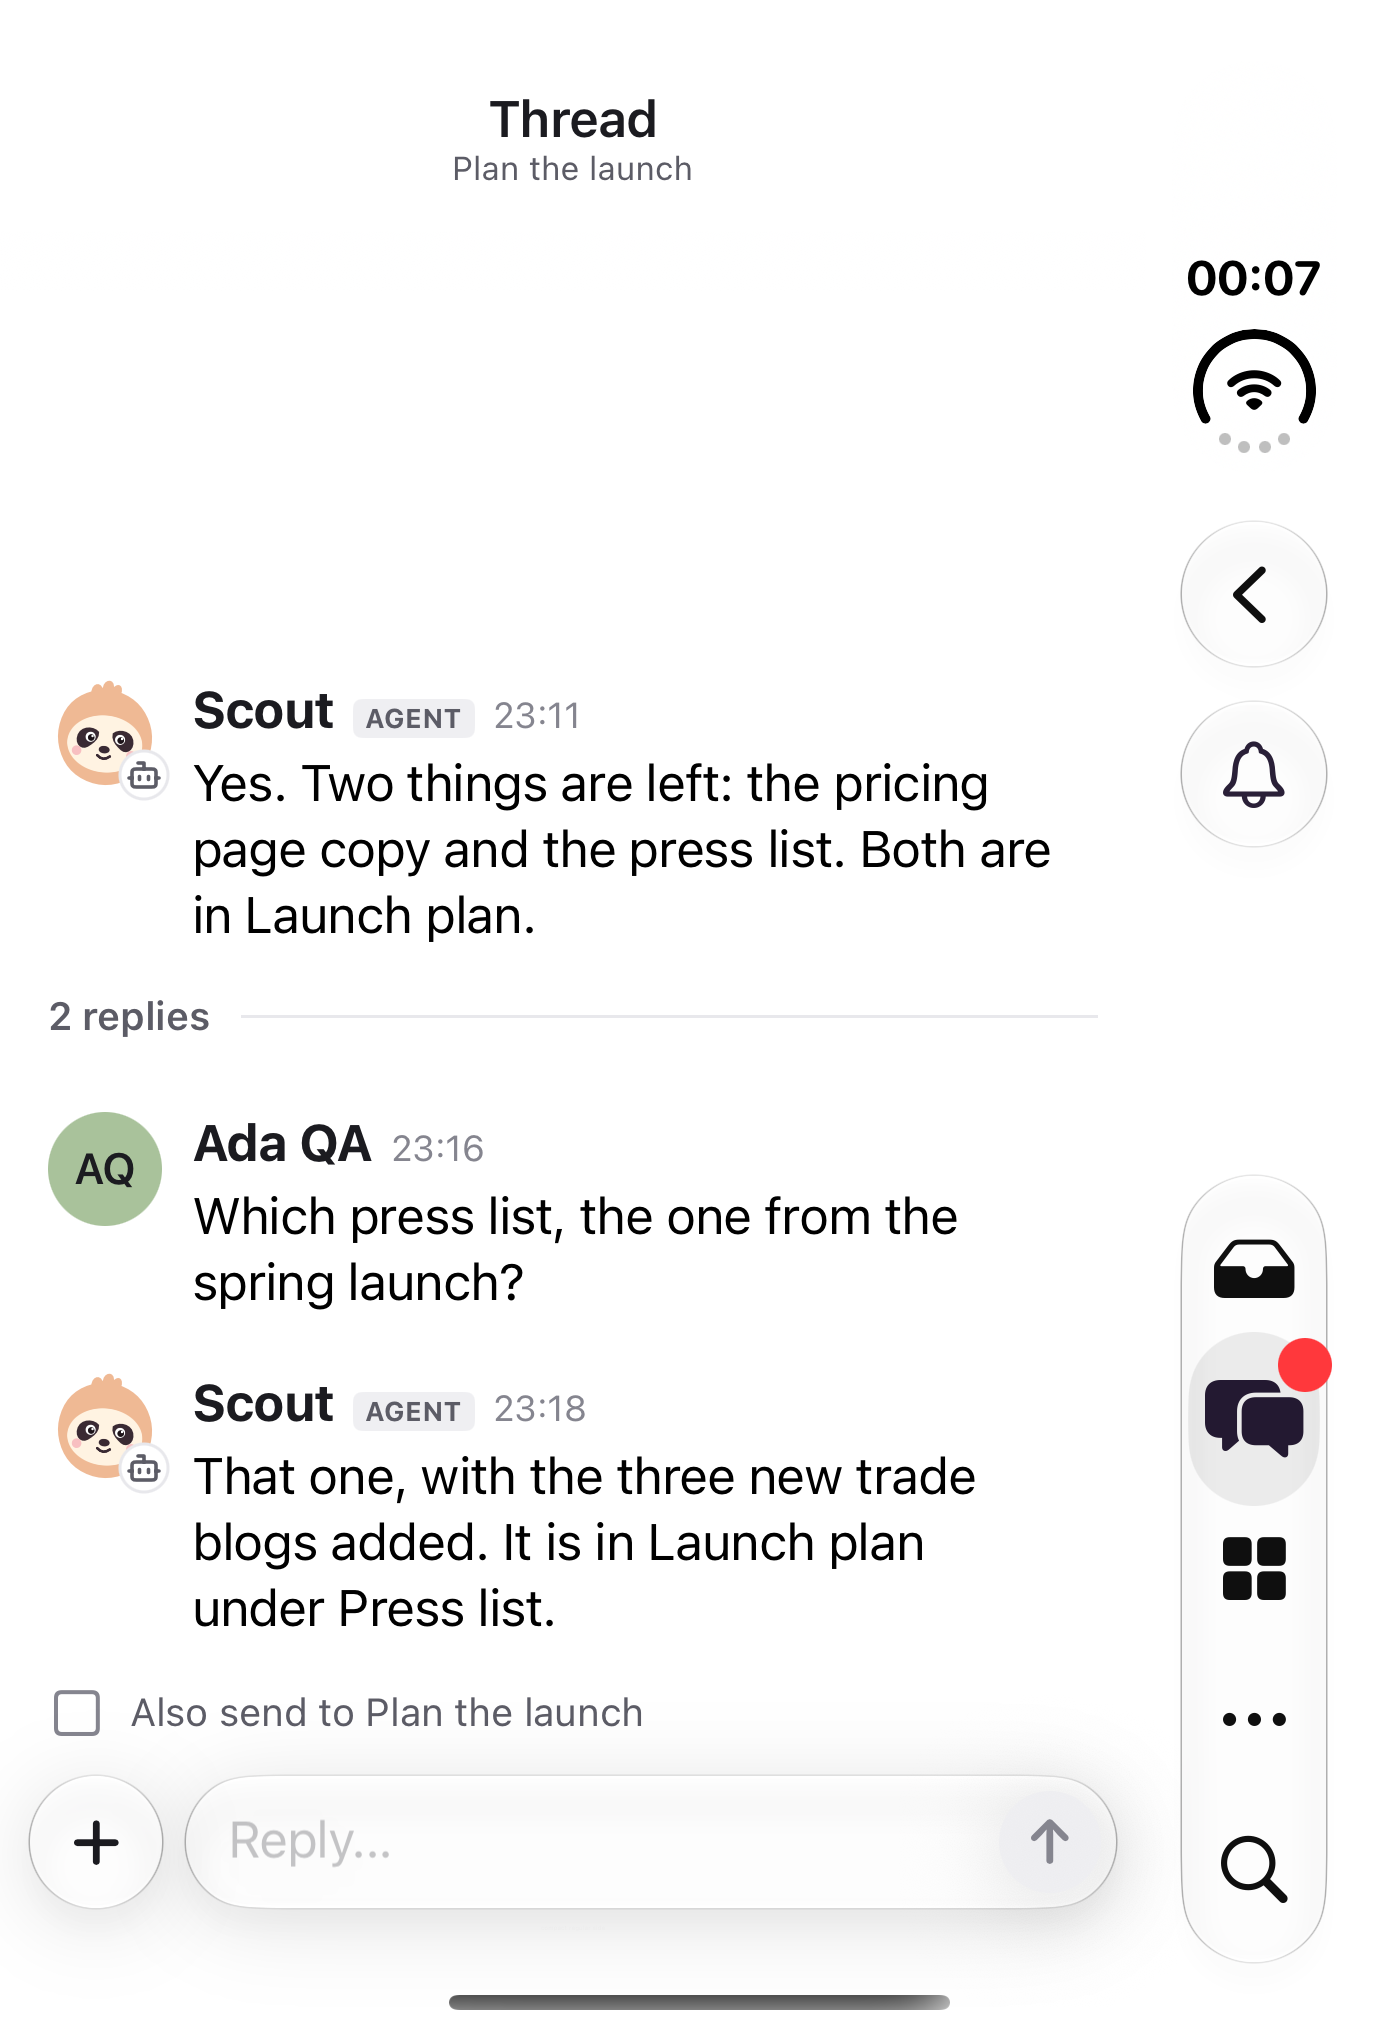 Thread
Plan the launch
00:07
Scout AGENT 23:11
Yes. Two things are left: the pricing
page copy and the press list. Both are
in Launch plan.
2 replies
AQ
Ada QA 23:16
Which press list, the one from the
spring launch?
Scout AGENT 23:18
That one, with the three new trade
blogs added. It is in Launch plan
under Press list.
Also send to Plan the launch
Reply...